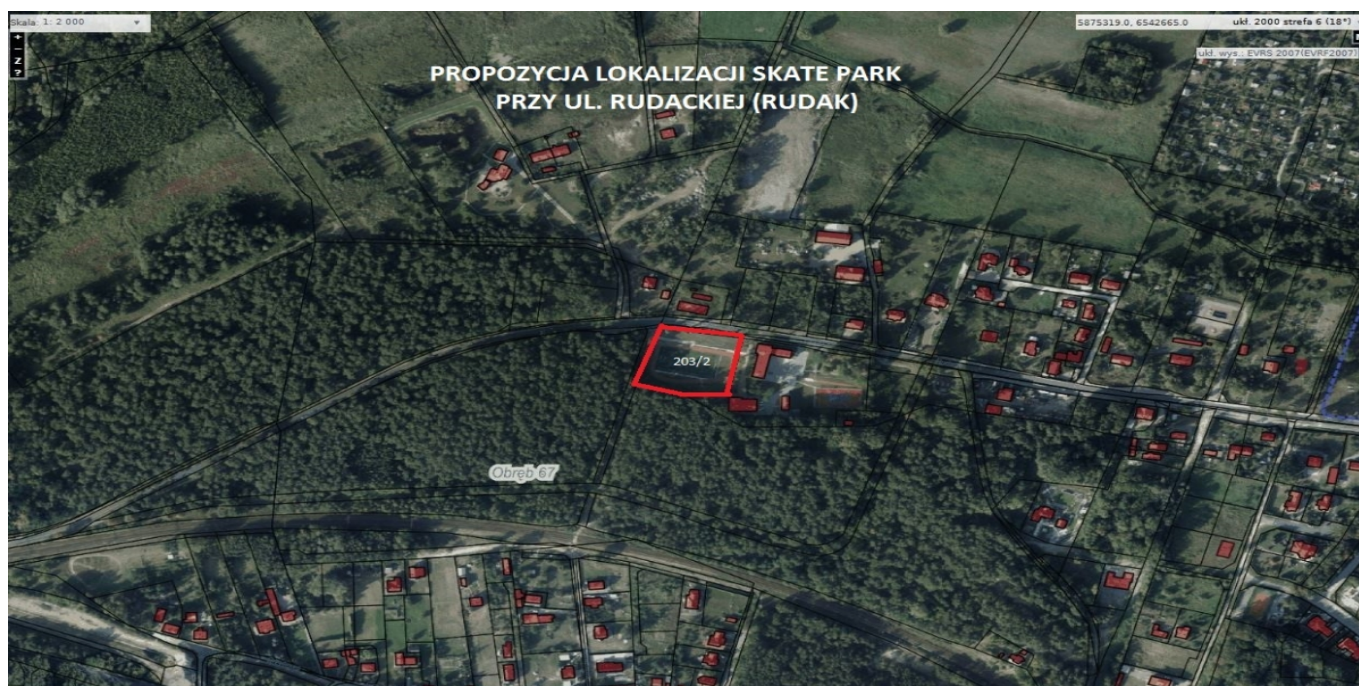 Skala: 1: 2 000
5875319.0, 6542665.0 ukł. 2000 strefa 6 (18°)
ukł. wys.: EVRS 2007(EVRF2007)
+
–
Z
?
PROPOZYCJA LOKALIZACJI SKATE PARK
PRZY UL. RUDACKIEJ (RUDAK)
203/2
Obręb 67